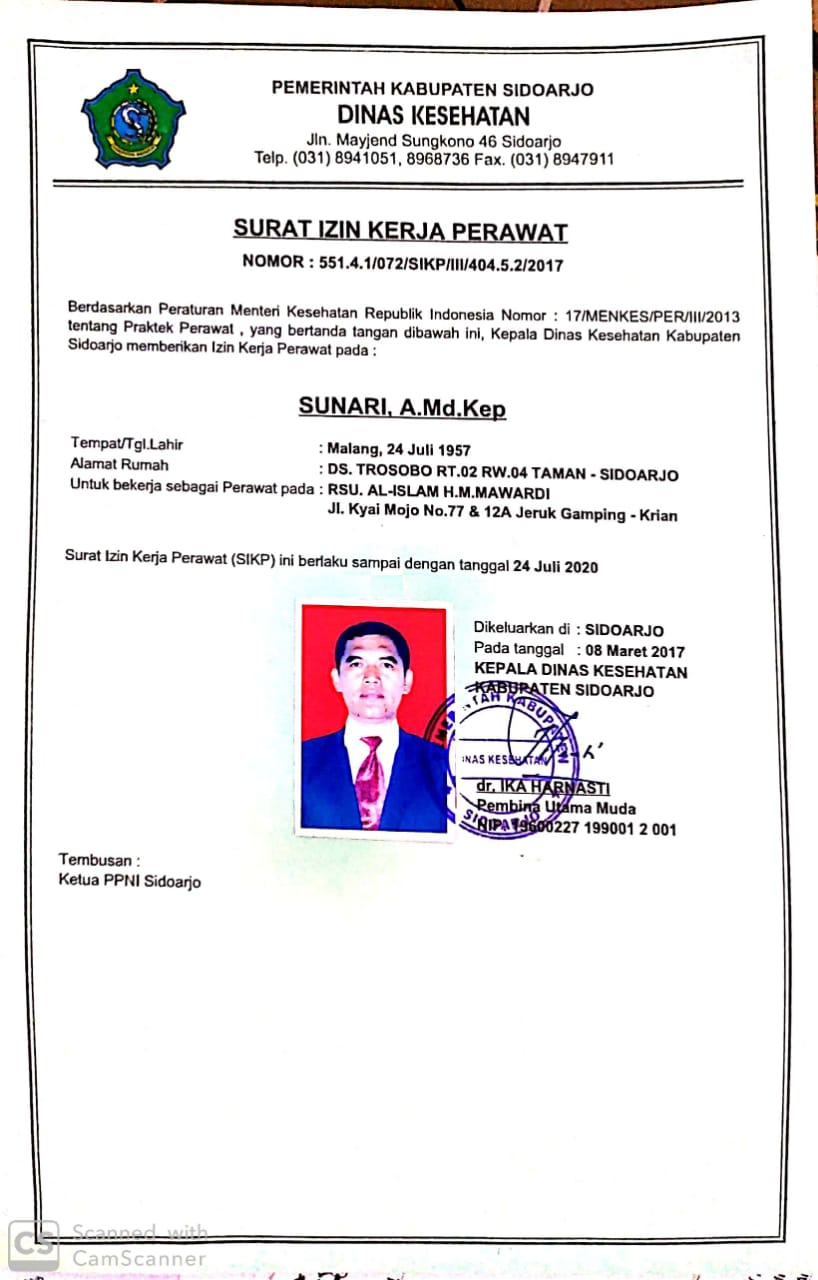 PEMERINTAH KABUPATEN SIDOARJO
DINAS KESEHATAN
Jln. Mayjend Sungkono 46 Sidoarjo
Telp. (031) 8941051, 8968736 Fax. (031) 8947911
SURAT IZIN KERJA PERAWAT
NOMOR : 551.4.1/072/SIKP/III/404.5.2/2017
Berdasarkan Peraturan Menteri Kesehatan Republik Indonesia Nomor : 17/MENKES/PER/III/2013
tentang Praktek Perawat , yang bertanda tangan dibawah ini, Kepala Dinas Kesehatan Kabupaten
Sidoarjo memberikan Izin Kerja Perawat pada :
SUNARI, A.Md.Kep
Tempat/Tgl.Lahir : Malang, 24 Juli 1957
Alamat Rumah : DS. TROSOBO RT.02 RW.04 TAMAN - SIDOARJO
Untuk bekerja sebagai Perawat pada : RSU. AL-ISLAM H.M.MAWARDI
Jl. Kyai Mojo No.77 & 12A Jeruk Gamping - Krian
Surat Izin Kerja Perawat (SIKP) ini berlaku sampai dengan tanggal 24 Juli 2020
Dikeluarkan di : SIDOARJO
Pada tanggal : 08 Maret 2017
KEPALA DINAS KESEHATAN
KABUPATEN SIDOARJO
DINAS KESEHATAN
SIDOARJO
dr. IKA HARNASTI
Pembina Utama Muda
NIP. 19600227 199001 2 001
Tembusan :
Ketua PPNI Sidoarjo
CS Scanned with
CamScanner